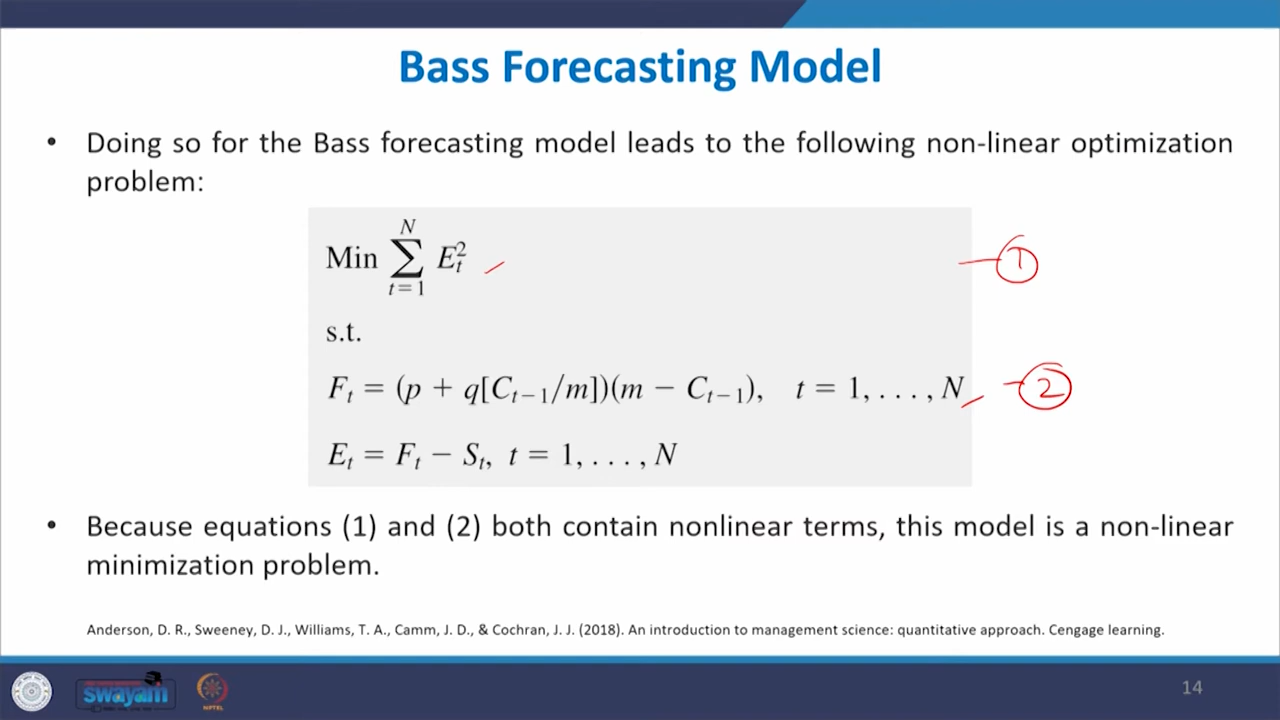 Bass Forecasting Model
• Doing so for the Bass forecasting model leads to the following non-linear optimization
problem:
Min ∑_{t=1}^{N} E_t^2
①
s.t.
F_t = (p + q[C_{t−1}/m])(m − C_{t−1}), t = 1, . . . , N
②
E_t = F_t − S_t, t = 1, . . . , N
• Because equations (1) and (2) both contain nonlinear terms, this model is a non-linear
minimization problem.
Anderson, D. R., Sweeney, D. J., Williams, T. A., Camm, J. D., & Cochran, J. J. (2018). An introduction to management science: quantitative approach. Cengage learning.
swayam
NPTEL
14